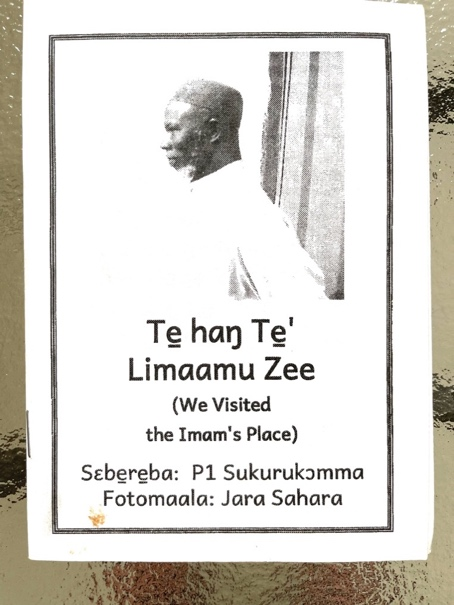 Te̱ haŋ Te̱'
Limaamu Zee
(We Visited
the Imam's Place)
Sɛbe̱re̱ba: P1 Sukurukɔmma
Fotomaala: Jara Sahara